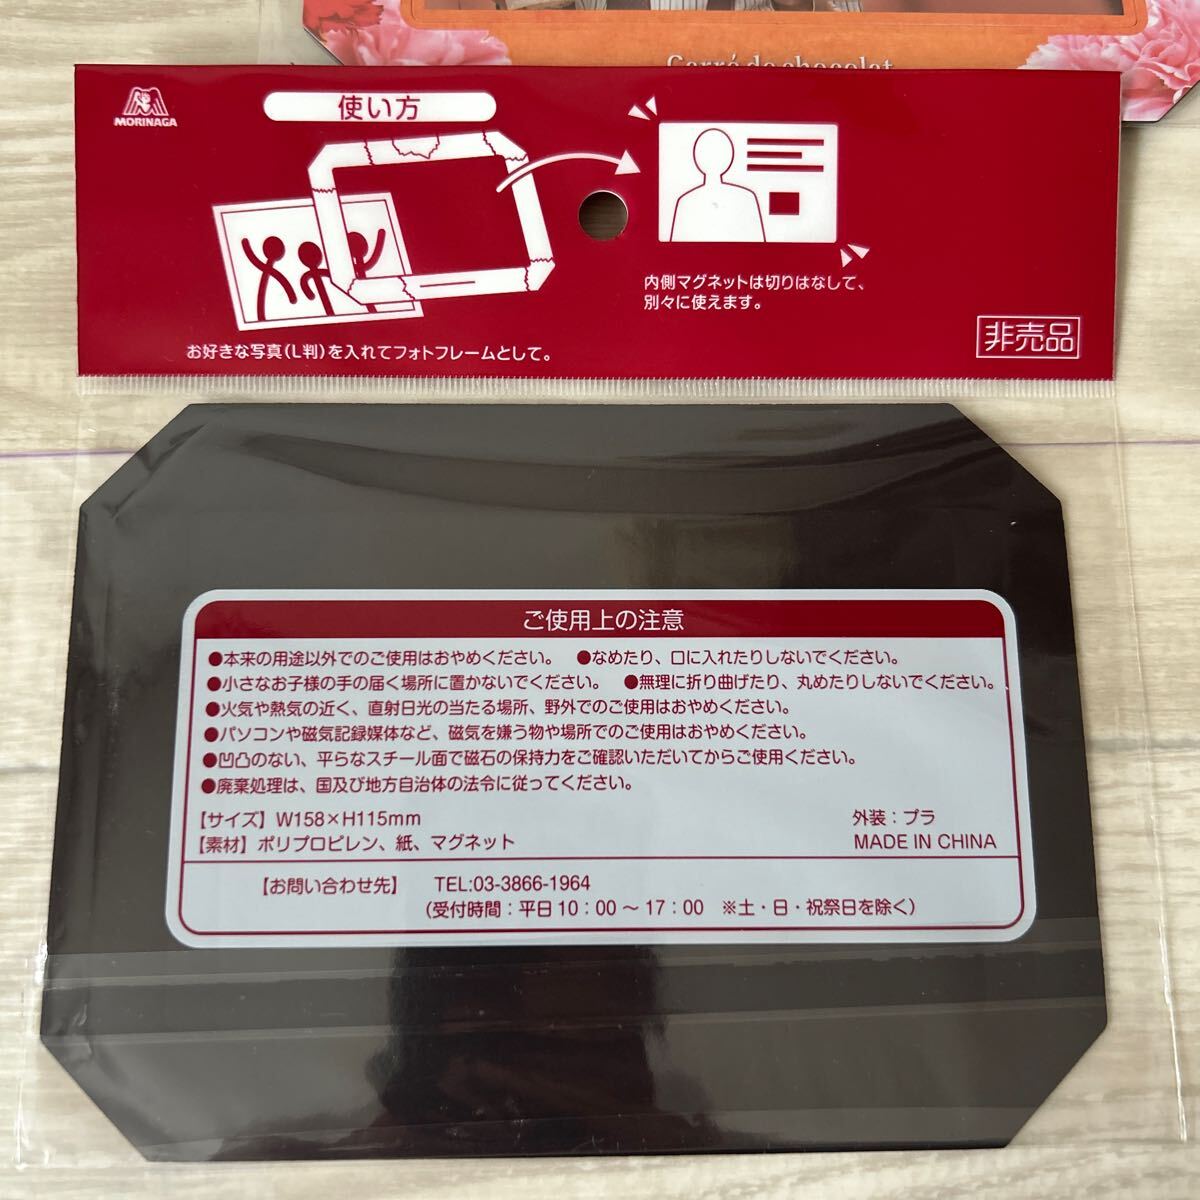 Carré de chocolat
MORINAGA
使い方
内側マグネットは切りはなして、
別々に使えます。
お好きな写真(L判)を入れてフォトフレームとして。
非売品
ご使用上の注意
●本来の用途以外でのご使用はおやめください。 ●なめたり、口に入れたりしないでください。
●小さなお子様の手の届く場所に置かないでください。 ●無理に折り曲げたり、丸めたりしないでください。
●火気や熱気の近く、直射日光の当たる場所、野外でのご使用はおやめください。
●パソコンや磁気記録媒体など、磁気を嫌う物や場所でのご使用はおやめください。
●凹凸のない、平らなスチール面で磁石の保持力をご確認いただいてからご使用ください。
●廃棄処理は、国及び地方自治体の法令に従ってください。
【サイズ】W158×H115mm 外装：プラ
【素材】ポリプロピレン、紙、マグネット MADE IN CHINA
【お問い合わせ先】 TEL:03-3866-1964
(受付時間：平日10：00～17：00 ※土・日・祝祭日を除く)